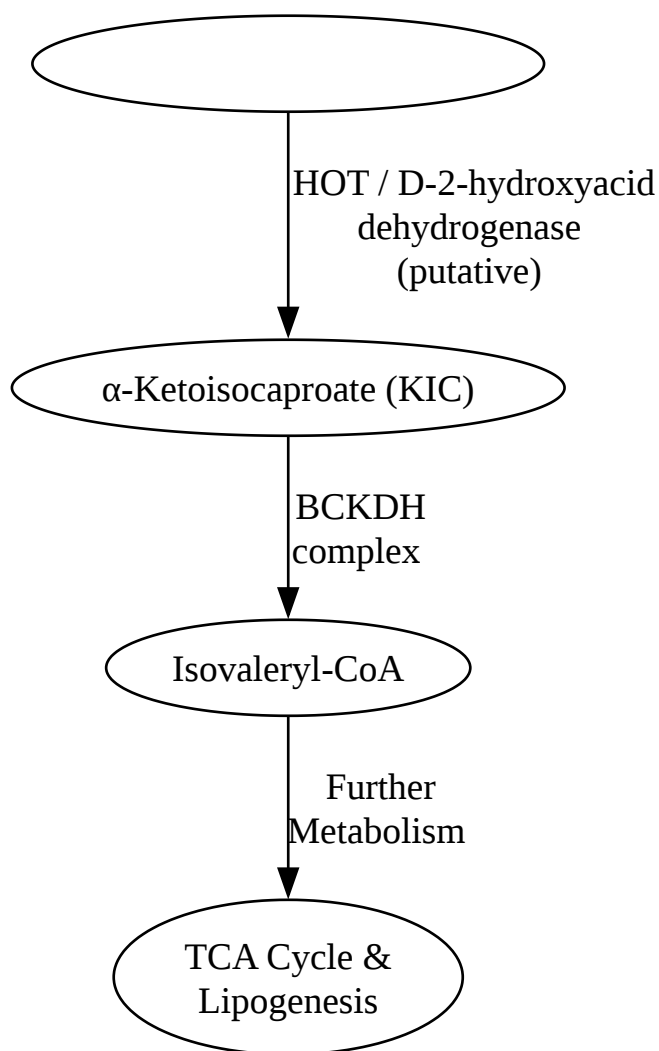 HOT / D-2-hydroxyacid
dehydrogenase
(putative)
α-Ketoisocaproate (KIC)
BCKDH
complex
Isovaleryl-CoA
Further
Metabolism
TCA Cycle &
Lipogenesis